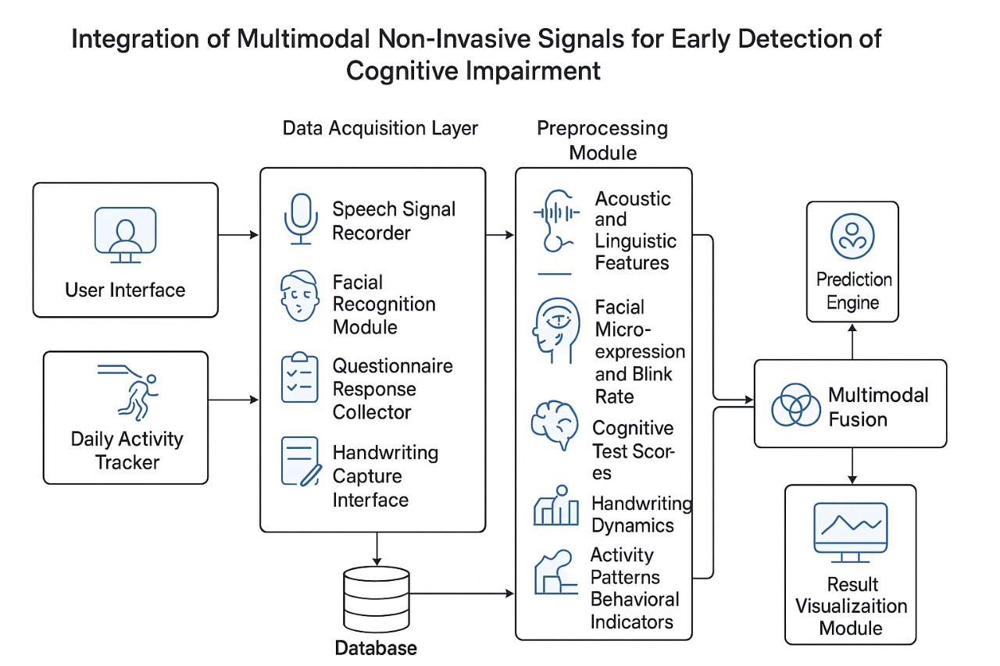 Integration of Multimodal Non-Invasive Signals for Early Detection of
Cognitive Impairment
Data Acquisition Layer
Preprocessing
Module
User Interface
Daily Activity
Tracker
Speech Signal
Recorder
Facial
Recognition
Module
Questionnaire
Response
Collector
Handwriting
Capture
Interface
Database
Acoustic
and
Linguistic
Features
Facial
Micro-
expression
and Blink
Rate
Cognitive
Test Scor-
es
Handwriting
Dynamics
Activity
Patterns
Behavioral
Indicators
Prediction
Engine
Multimodal
Fusion
Result
Visualizaition
Module